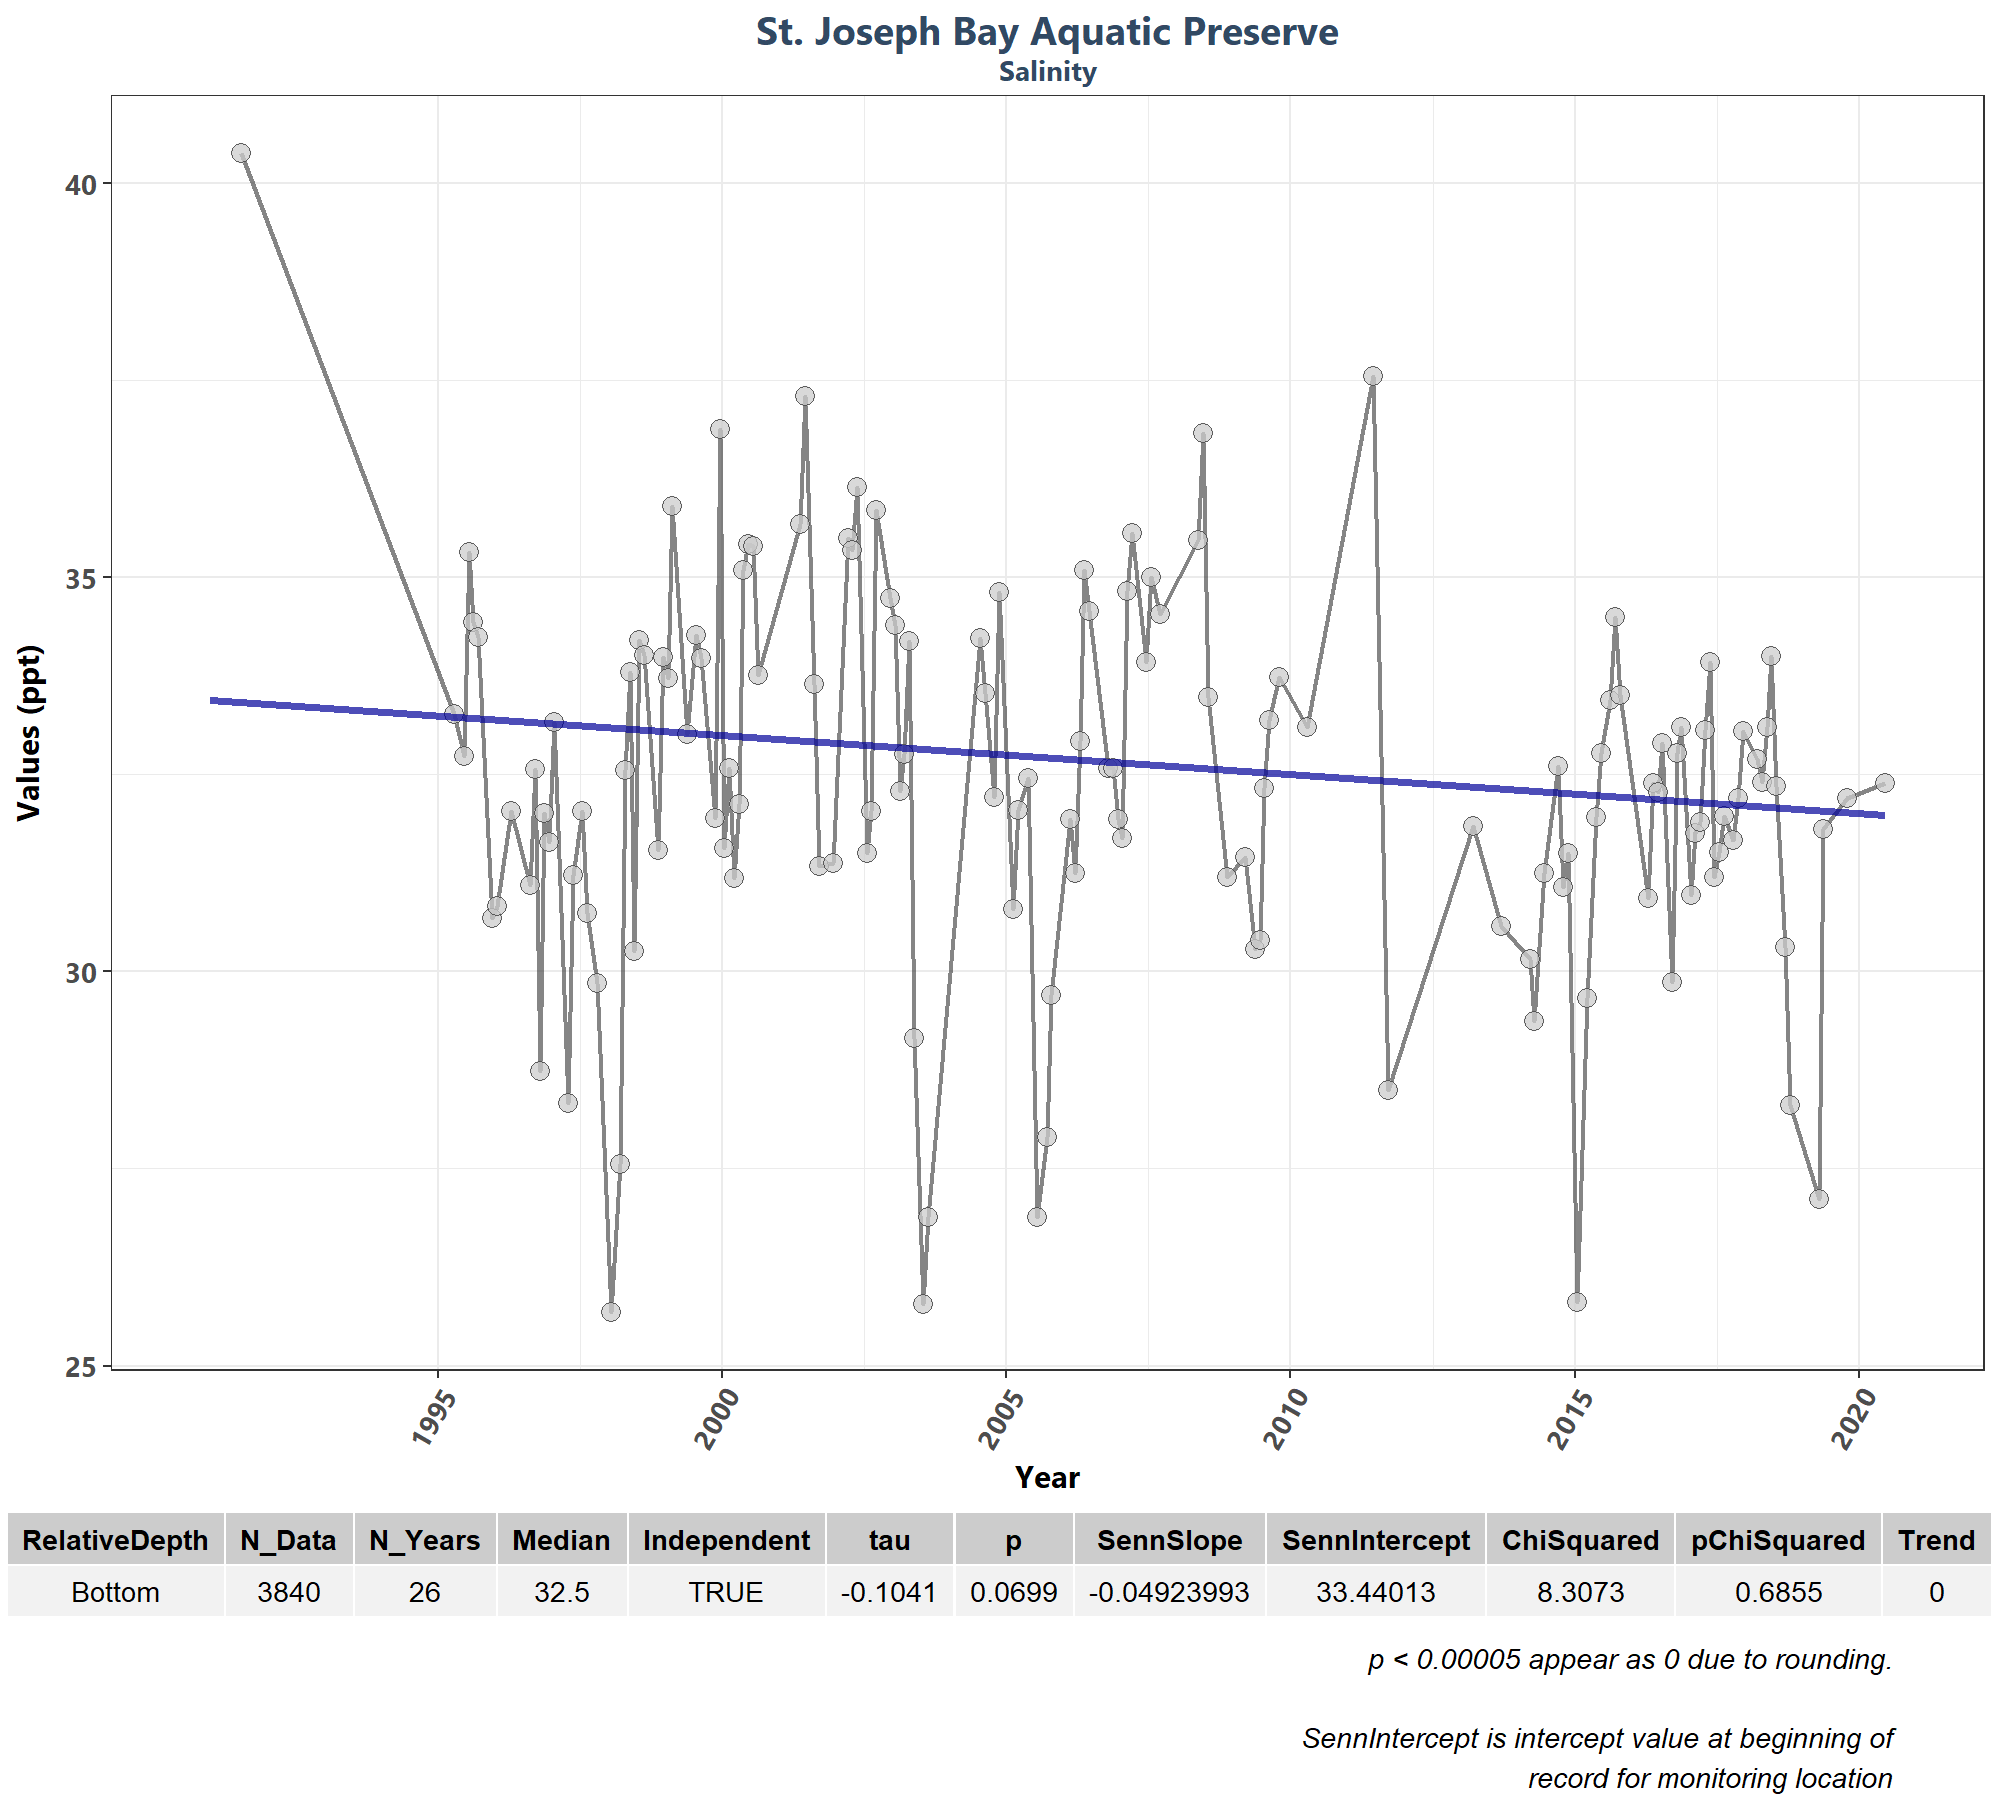 St. Joseph Bay Aquatic Preserve
Salinity
Values (ppt)
40
35
30
25
1995 2000 2005 2010 2015 2020
Year
RelativeDepth N_Data N_Years Median Independent tau p SennSlope SennIntercept ChiSquared pChiSquared Trend
Bottom 3840 26 32.5 TRUE -0.1041 0.0699 -0.04923993 33.44013 8.3073 0.6855 0
p < 0.00005 appear as 0 due to rounding.
SennIntercept is intercept value at beginning of
record for monitoring location